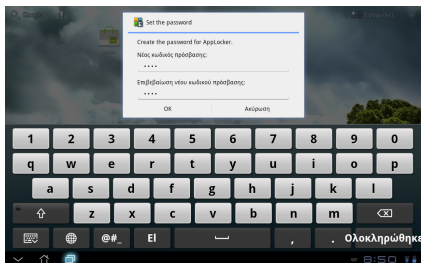 Google
Set the password
Create the password for AppLocker.
Νέος κωδικός πρόσβασης:
....
Επιβεβαίωση νέου κωδικού πρόσβασης:
....
OK Ακύρωση
1 2 3 4 5 6 7 8 9 0
q w e r t y u i o p
a s d f g h j k l
z x c v b n m
@#_ El , . Ολοκληρώθηκε
8:50